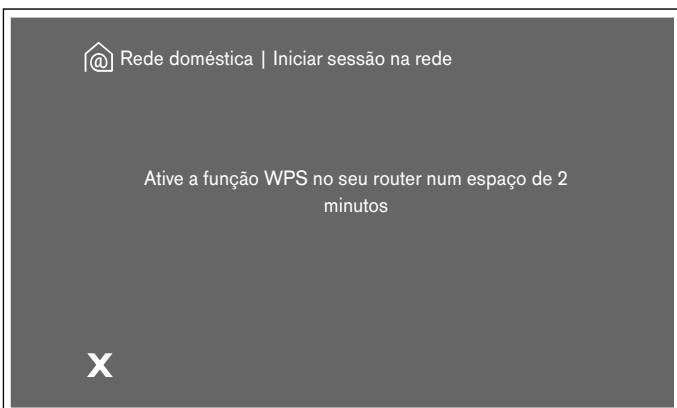 @ Rede doméstica | Iniciar sessão na rede
Ative a função WPS no seu router num espaço de 2
minutos
X